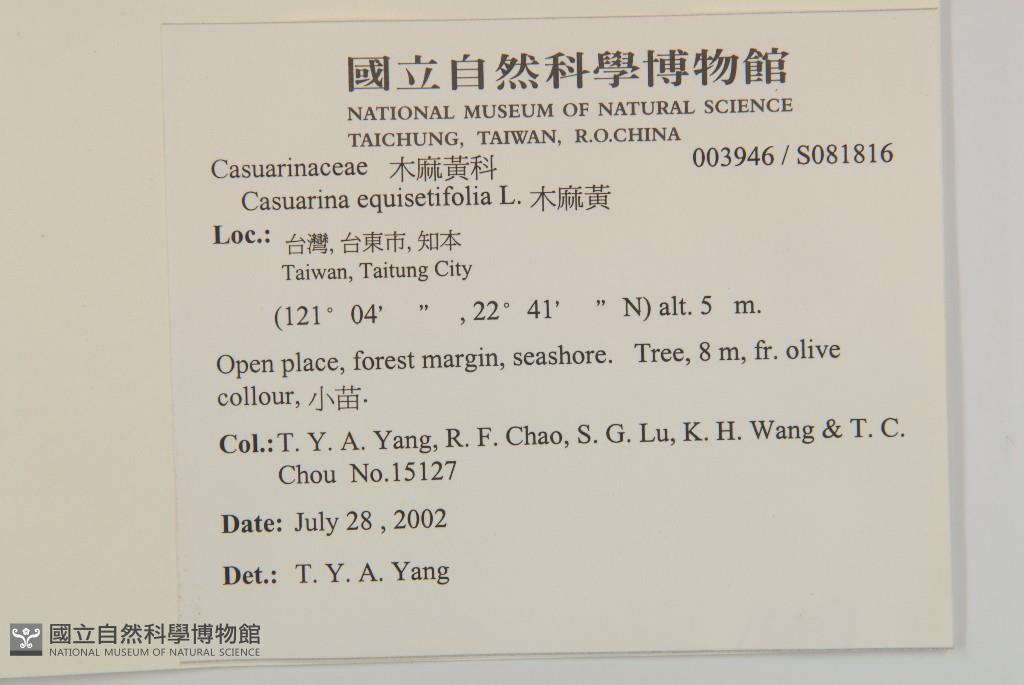 國立自然科學博物館
NATIONAL MUSEUM OF NATURAL SCIENCE
TAICHUNG, TAIWAN, R.O.CHINA
003946 / S081816
Casuarinaceae 木麻黃科
Casuarina equisetifolia L. 木麻黃
Loc.: 台灣, 台東市, 知本
Taiwan, Taitung City
(121° 04' ” , 22° 41' ” N) alt. 5 m.
Open place, forest margin, seashore. Tree, 8 m, fr. olive
collour, 小苗.
Col.: T. Y. A. Yang, R. F. Chao, S. G. Lu, K. H. Wang & T. C.
Chou No.15127
Date: July 28 , 2002
Det.: T. Y. A. Yang
國立自然科學博物館
NATIONAL MUSEUM OF NATURAL SCIENCE